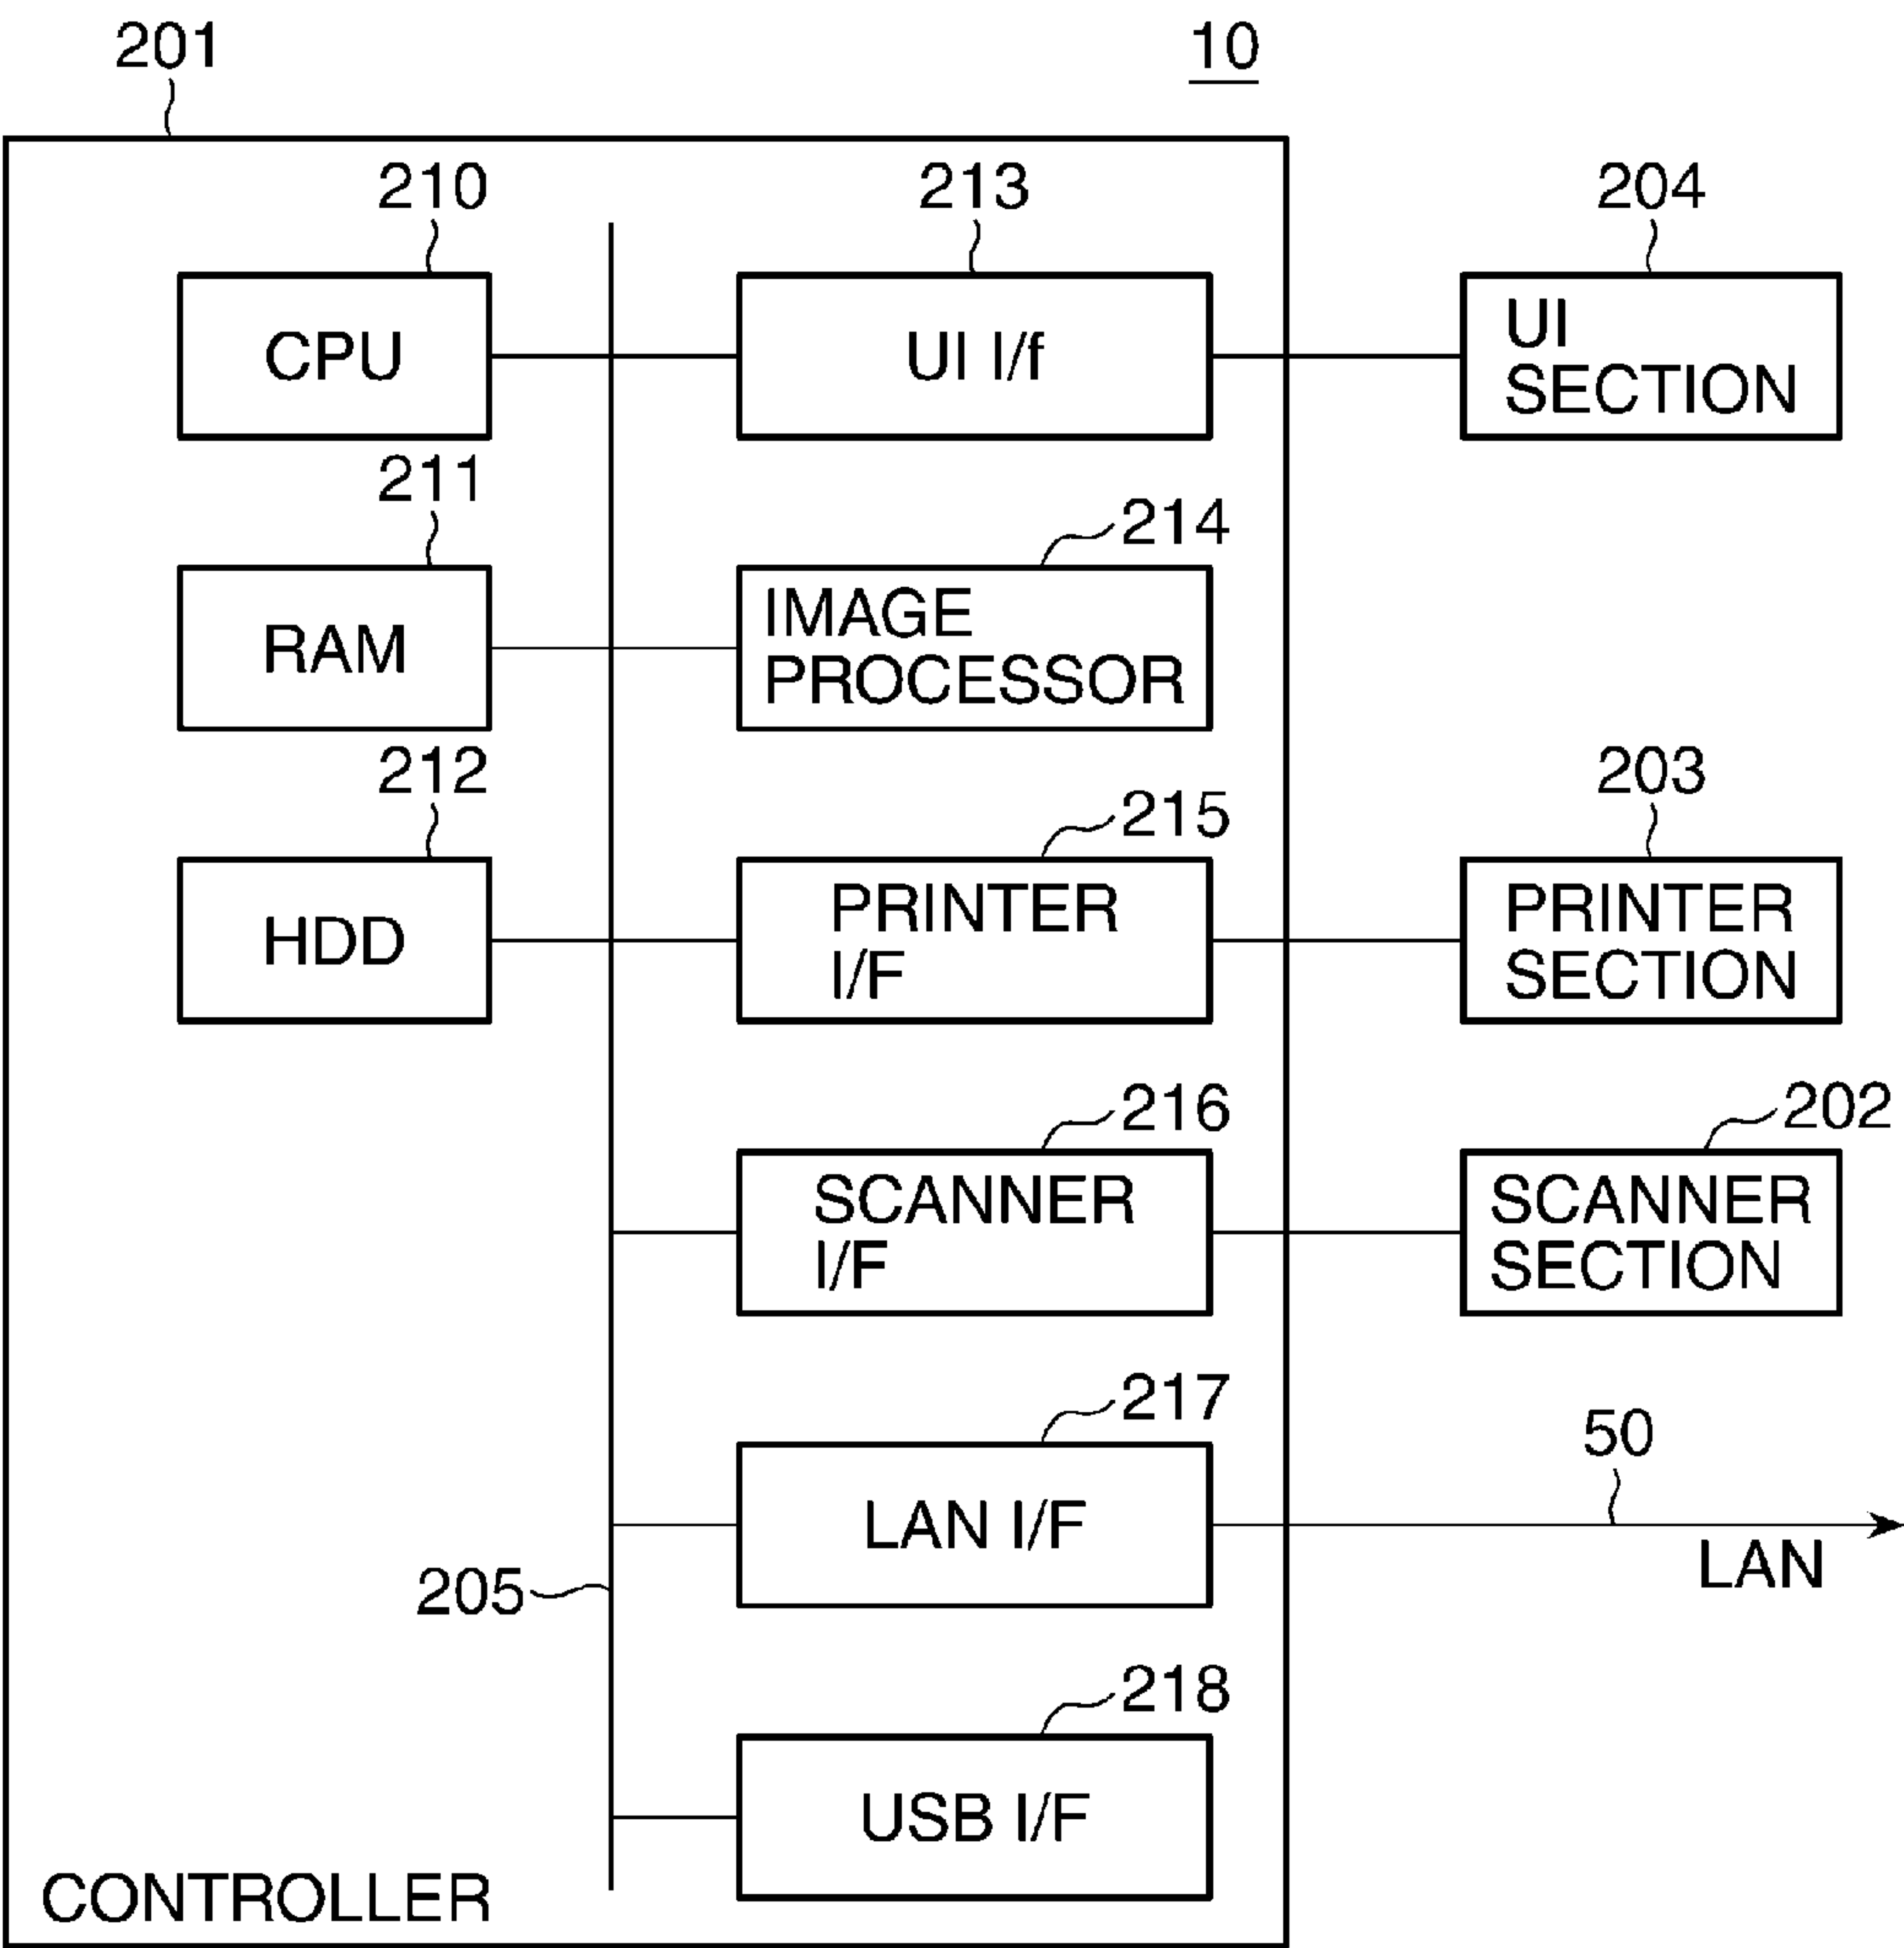 201
10
210
213
204
CPU
UI I/f
UI
SECTION
211
214
RAM
IMAGE
PROCESSOR
212
215
203
HDD
PRINTER
I/F
PRINTER
SECTION
216
202
SCANNER
I/F
SCANNER
SECTION
217
50
LAN I/F
LAN
205
218
USB I/F
CONTROLLER